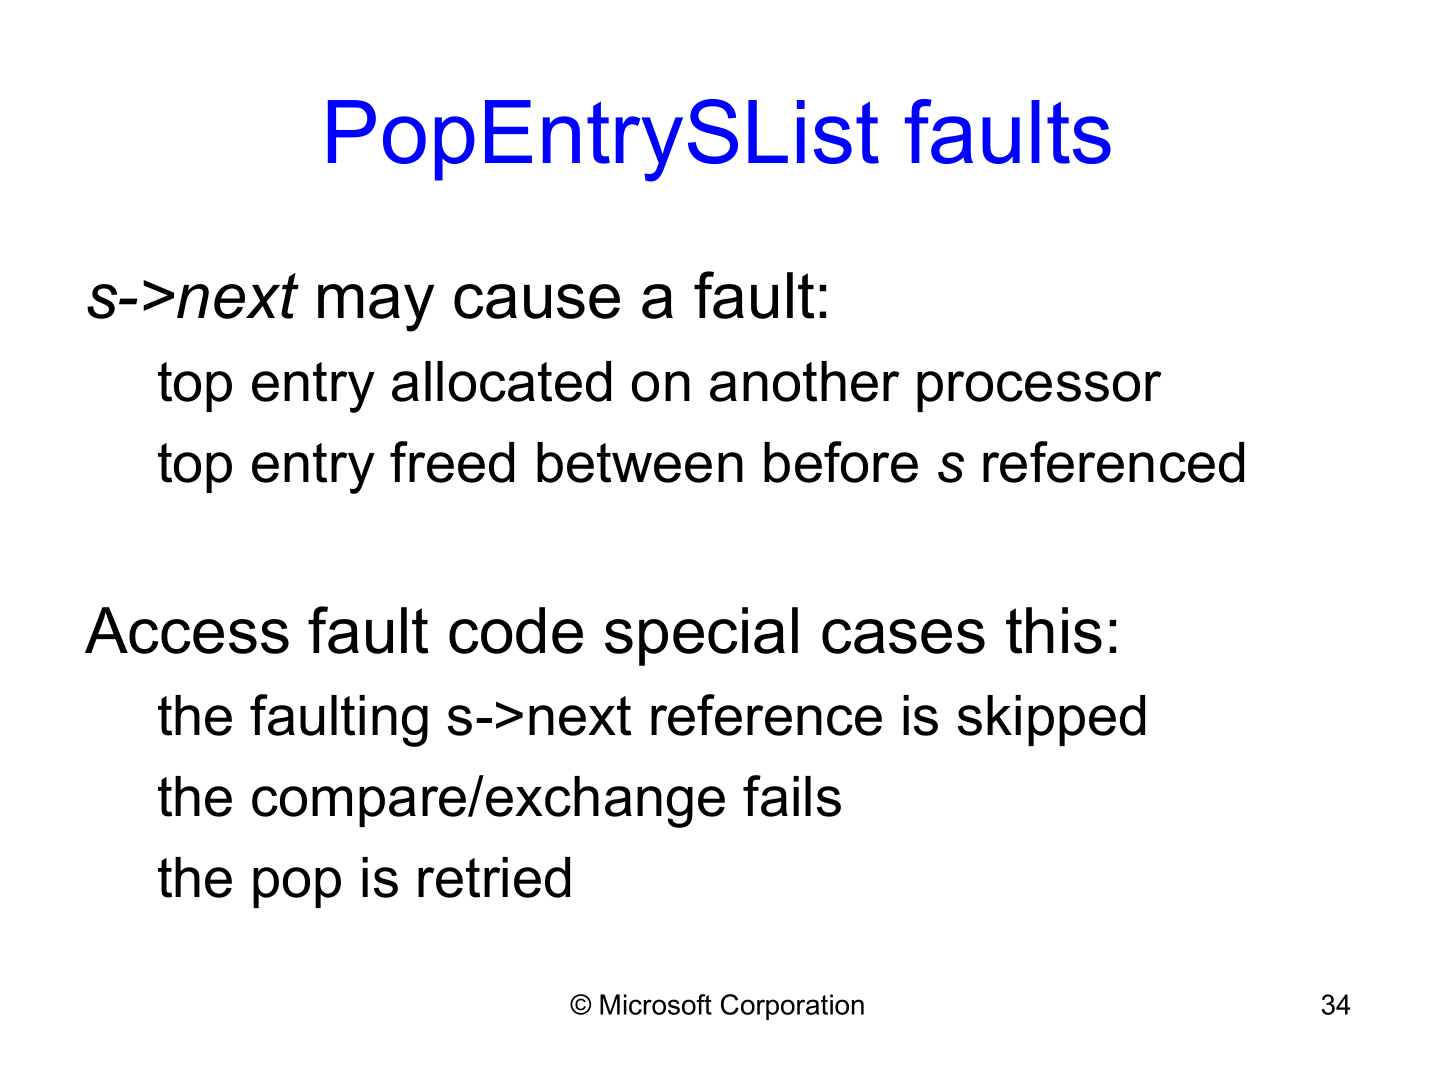 PopEntrySList faults
s->next may cause a fault:
top entry allocated on another processor
top entry freed between before s referenced
Access fault code special cases this:
the faulting s->next reference is skipped
the compare/exchange fails
the pop is retried
© Microsoft Corporation
34